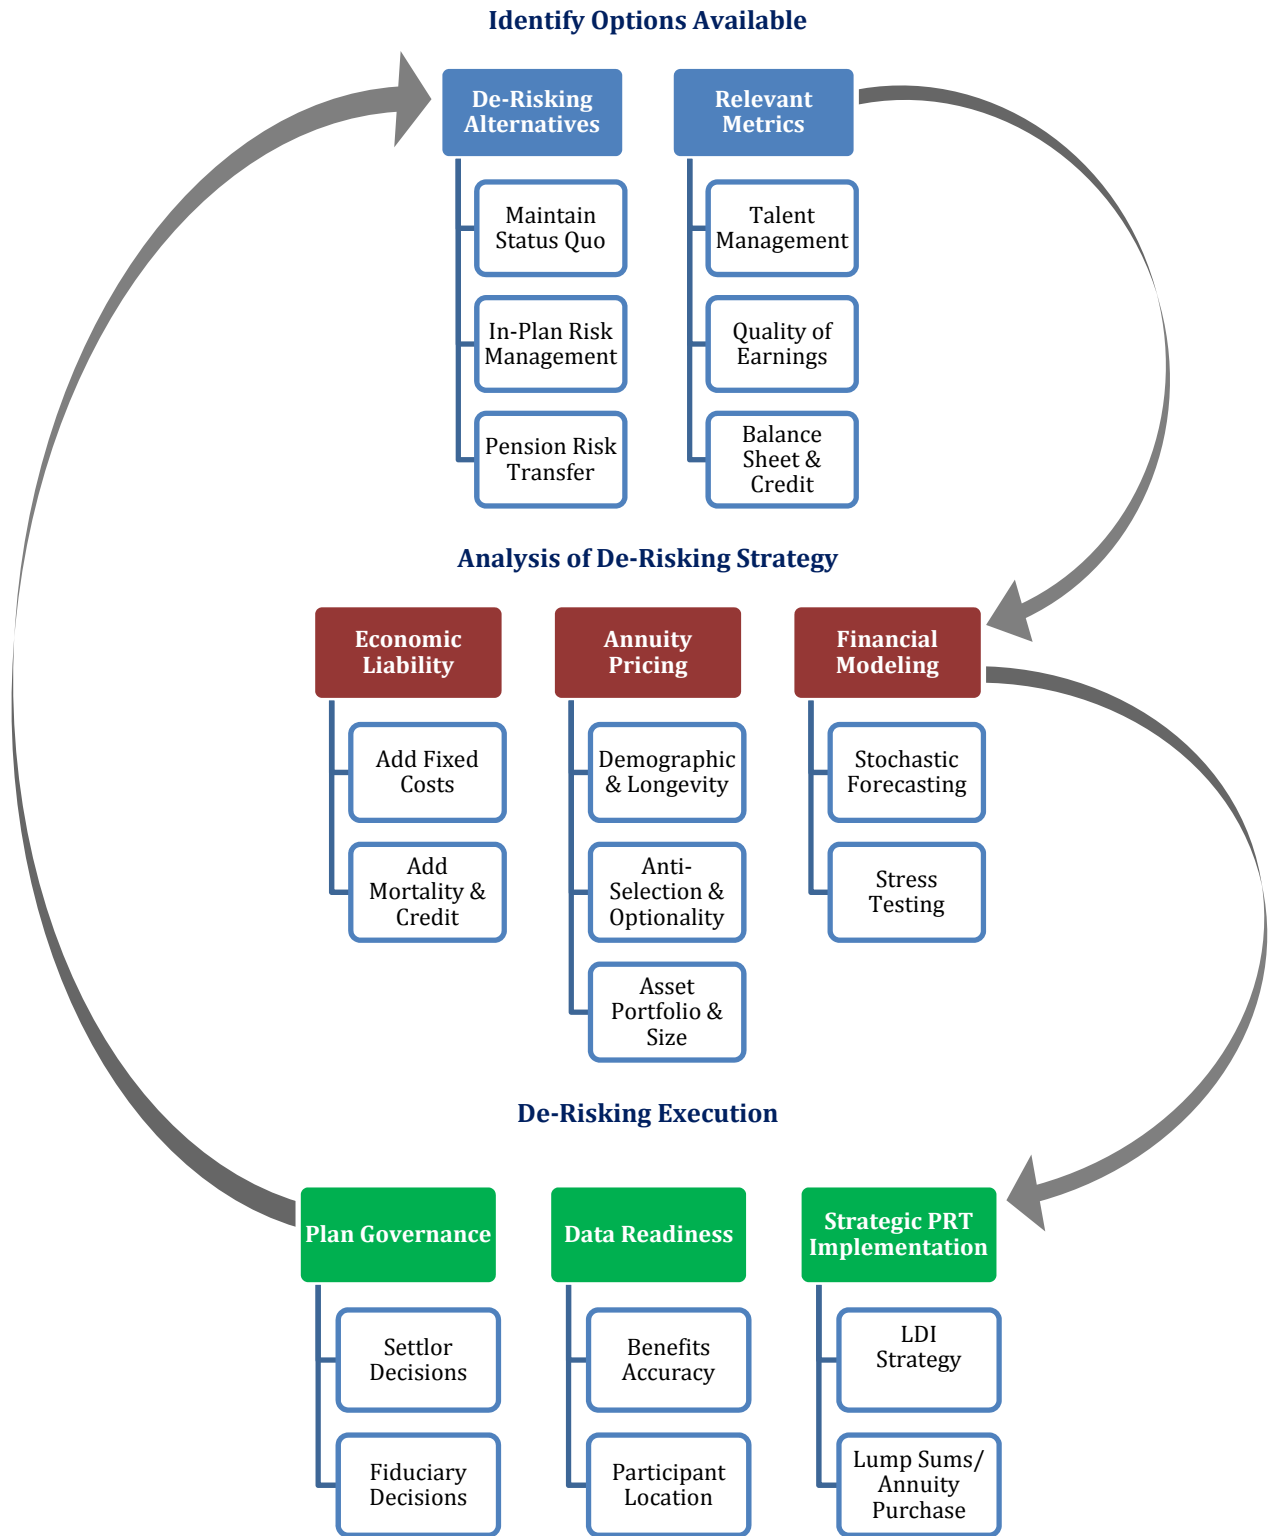 Identify Options Available
De-Risking
Alternatives
Maintain
Status Quo
In-Plan Risk
Management
Pension Risk
Transfer
Relevant
Metrics
Talent
Management
Quality of
Earnings
Balance
Sheet &
Credit
Analysis of De-Risking Strategy
Economic
Liability
Add Fixed
Costs
Add
Mortality &
Credit
Annuity
Pricing
Demographic
& Longevity
Anti-
Selection &
Optionality
Asset
Portfolio &
Size
Financial
Modeling
Stochastic
Forecasting
Stress
Testing
De-Risking Execution
Plan Governance
Settlor
Decisions
Fiduciary
Decisions
Data Readiness
Benefits
Accuracy
Participant
Location
Strategic PRT
Implementation
LDI
Strategy
Lump Sums/
Annuity
Purchase